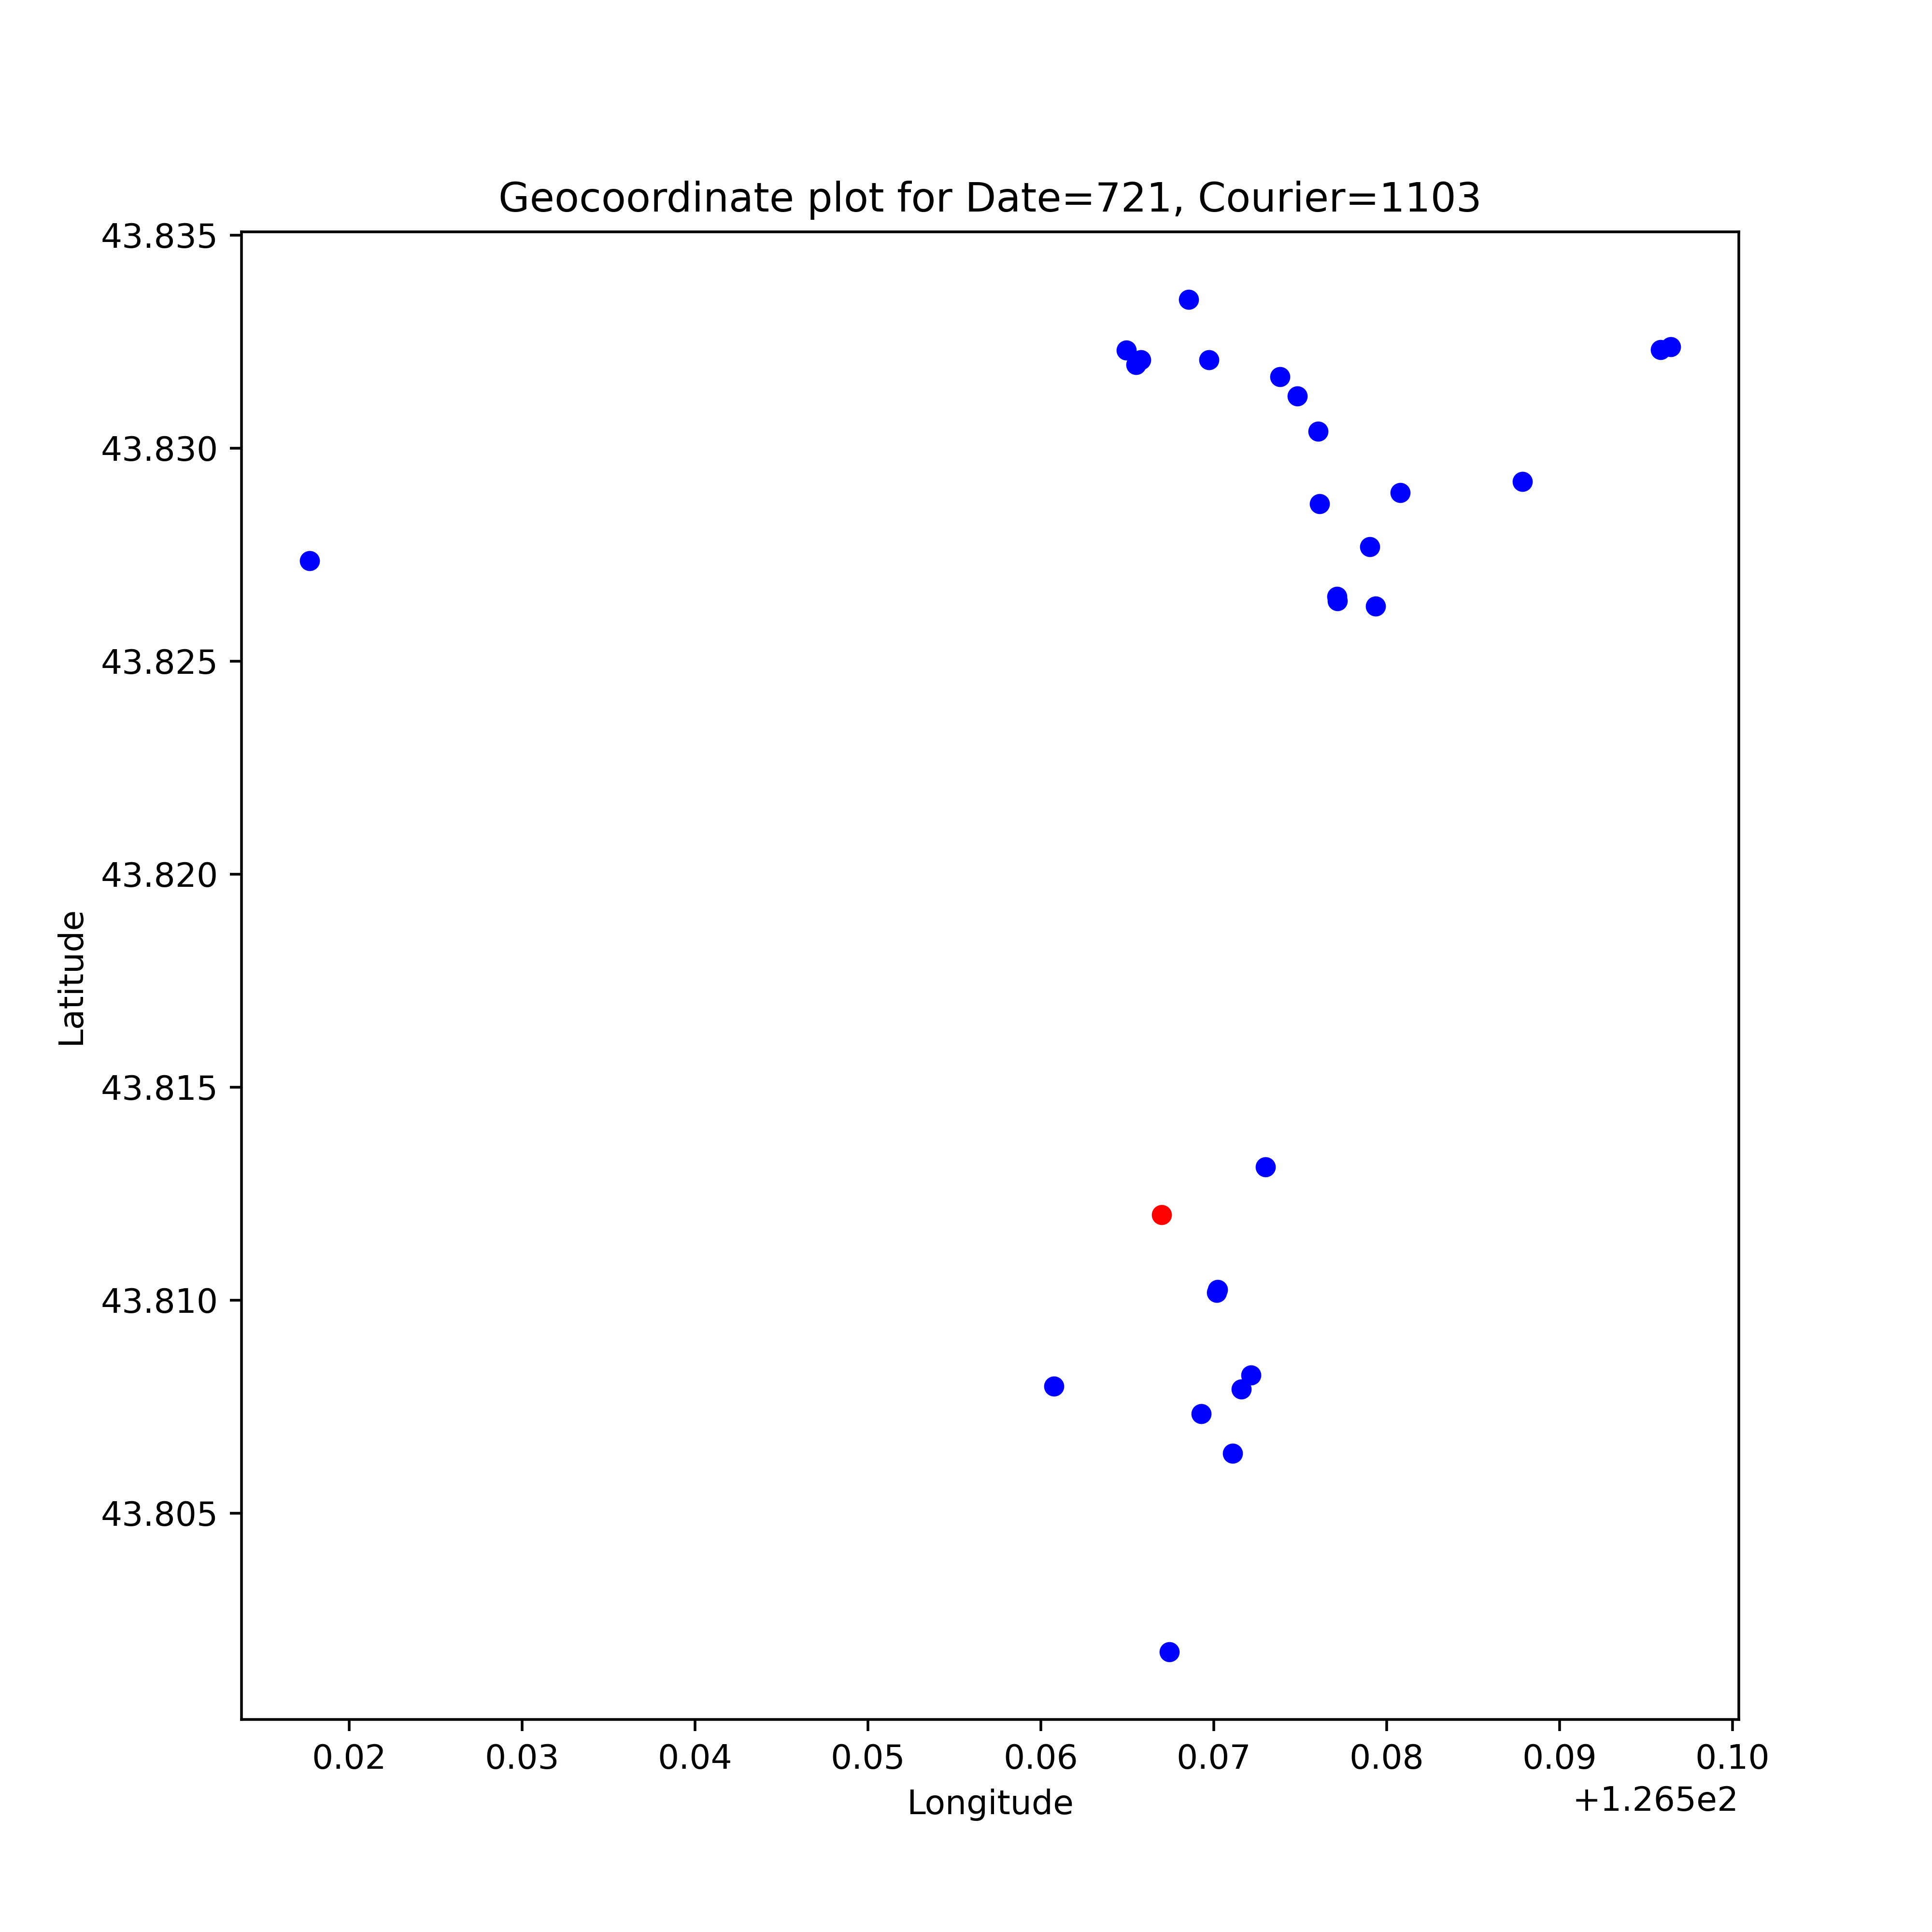 Geocoordinate plot for Date=721, Courier=1103
43.835
43.830
43.825
43.820
43.815
43.810
43.805
Latitude
0.02 0.03 0.04 0.05 0.06 0.07 0.08 0.09 0.10
Longitude
+1.265e2